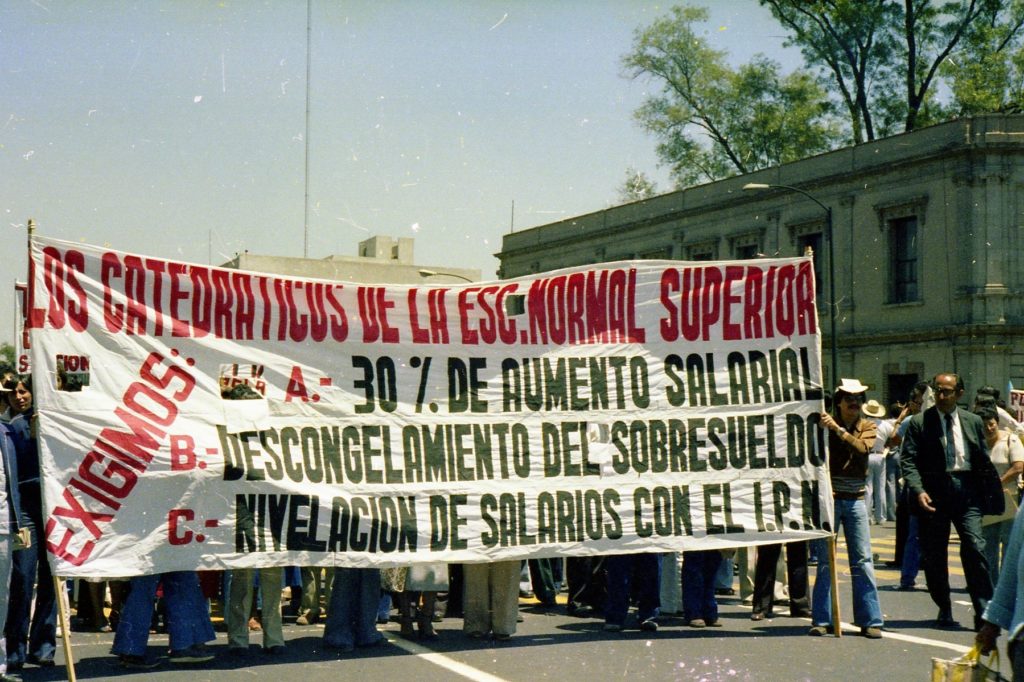 LOS CATEDRATICOS DE LA ESC. NORMAL SUPERIOR
EXIGIMOS:
A.- 30 % DE AUMENTO SALARIAL
B.- DESCONGELAMIENTO DEL SOBRESUELDO
C.- NIVELACION DE SALARIOS CON EL I.P.N.